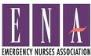 ENA
EMERGENCY NURSES ASSOCIATION